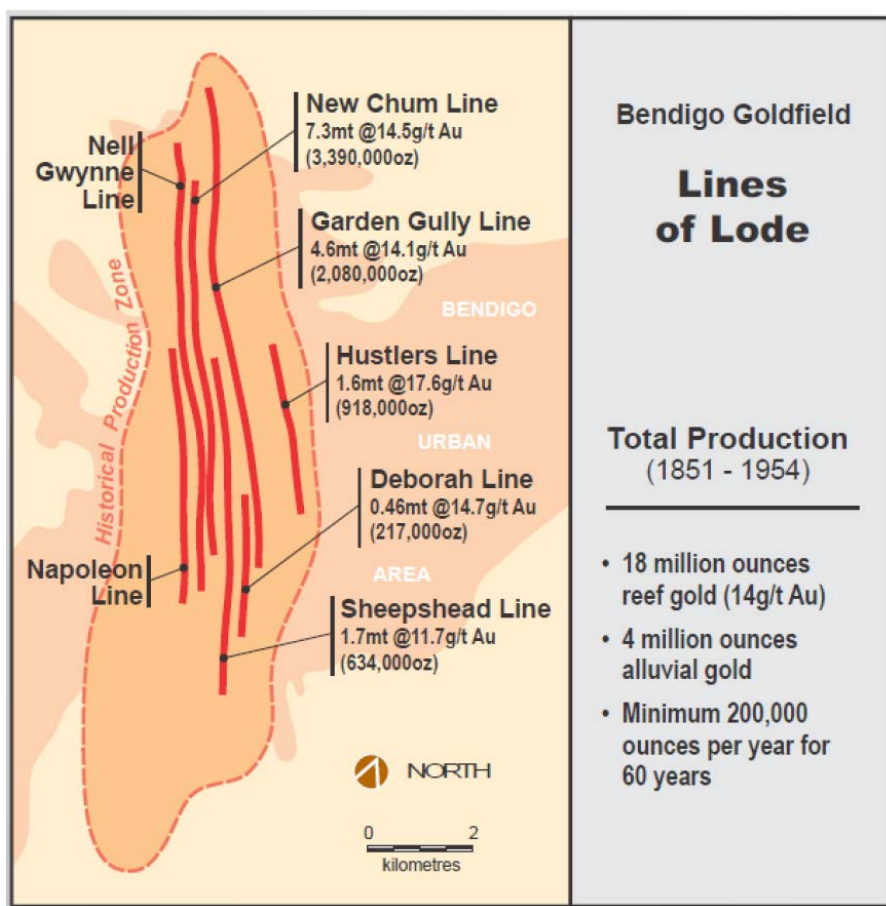 New Chum Line
7.3mt @14.5g/t Au
(3,390,000oz)
Nell
Gwynne
Line
Garden Gully Line
4.6mt @14.1g/t Au
(2,080,000oz)
Historical Production Zone
BENDIGO
Hustlers Line
1.6mt @17.6g/t Au
(918,000oz)
URBAN
Deborah Line
0.46mt @14.7g/t Au
(217,000oz)
Napoleon
Line
AREA
Sheepshead Line
1.7mt @11.7g/t Au
(634,000oz)
NORTH
0 2
kilometres
Bendigo Goldfield
Lines
of Lode
Total Production
(1851 - 1954)
• 18 million ounces
reef gold (14g/t Au)
• 4 million ounces
alluvial gold
• Minimum 200,000
ounces per year for
60 years